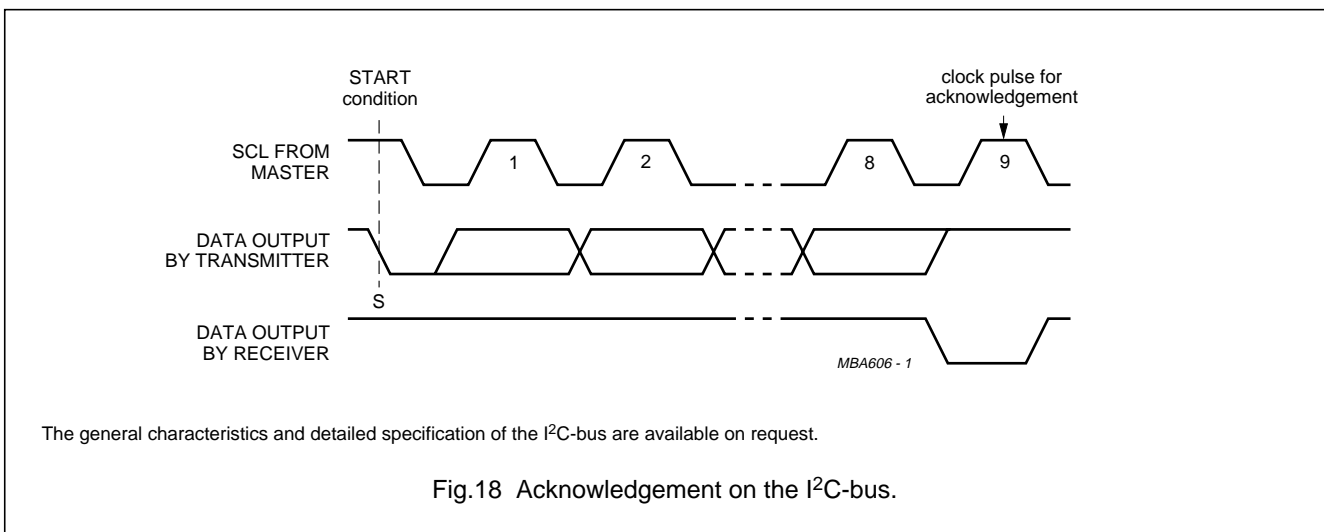 START
condition
clock pulse for
acknowledgement
SCL FROM
MASTER
1
2
8
9
DATA OUTPUT
BY TRANSMITTER
S
DATA OUTPUT
BY RECEIVER
MBA606 - 1
The general characteristics and detailed specification of the I²C-bus are available on request.
Fig.18 Acknowledgement on the I²C-bus.